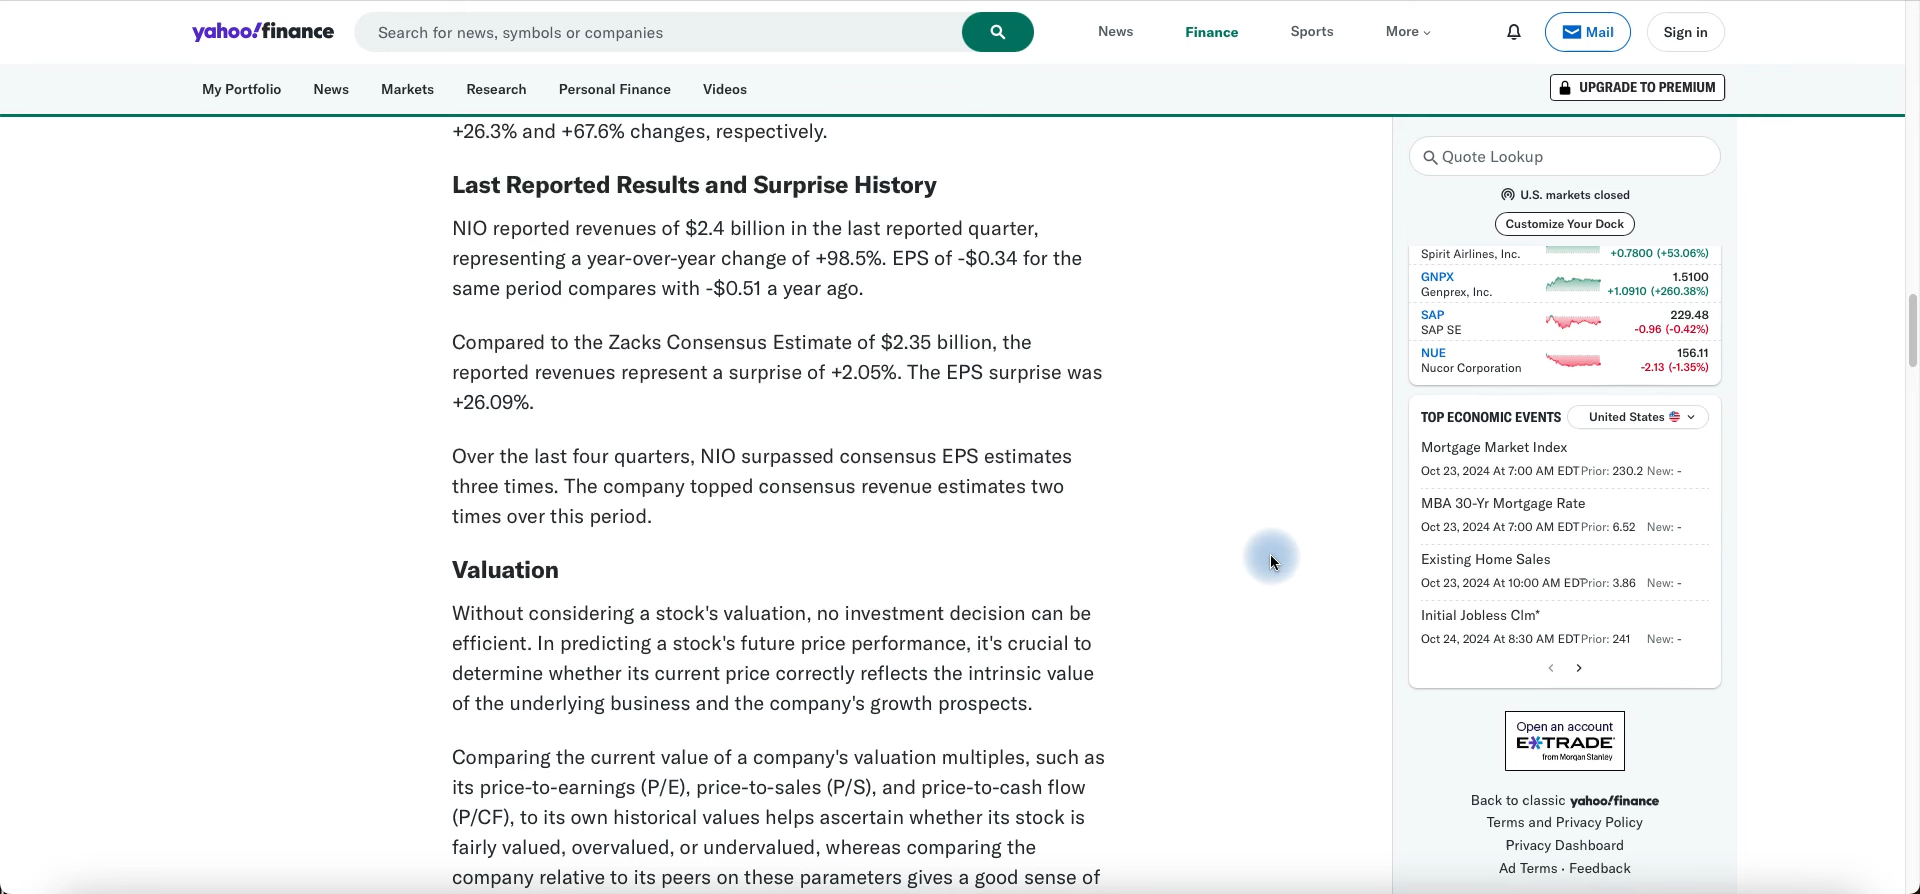 yahoo!finance
Search for news, symbols or companies
News
Finance
Sports
More
Mail
Sign in
My Portfolio
News
Markets
Research
Personal Finance
Videos
UPGRADE TO PREMIUM
+26.3% and +67.6% changes, respectively.
Last Reported Results and Surprise History
NIO reported revenues of $2.4 billion in the last reported quarter,
representing a year-over-year change of +98.5%. EPS of -$0.34 for the
same period compares with -$0.51 a year ago.
Compared to the Zacks Consensus Estimate of $2.35 billion, the
reported revenues represent a surprise of +2.05%. The EPS surprise was
+26.09%.
Over the last four quarters, NIO surpassed consensus EPS estimates
three times. The company topped consensus revenue estimates two
times over this period.
Valuation
Without considering a stock's valuation, no investment decision can be
efficient. In predicting a stock's future price performance, it's crucial to
determine whether its current price correctly reflects the intrinsic value
of the underlying business and the company's growth prospects.
Comparing the current value of a company's valuation multiples, such as
its price-to-earnings (P/E), price-to-sales (P/S), and price-to-cash flow
(P/CF), to its own historical values helps ascertain whether its stock is
fairly valued, overvalued, or undervalued, whereas comparing the
company relative to its peers on these parameters gives a good sense of
Quote Lookup
U.S. markets closed
Customize Your Dock
Spirit Airlines, Inc. +0.7800 (+53.06%)
GNPX 1.5100
Genprex, Inc. +1.0910 (+260.38%)
SAP 229.48
SAP SE -0.96 (-0.42%)
NUE 156.11
Nucor Corporation -2.13 (-1.35%)
TOP ECONOMIC EVENTS United States
Mortgage Market Index
Oct 23, 2024 At 7:00 AM EDT Prior: 230.2 New: -
MBA 30-Yr Mortgage Rate
Oct 23, 2024 At 7:00 AM EDT Prior: 6.52 New: -
Existing Home Sales
Oct 23, 2024 At 10:00 AM EDT Prior: 3.86 New: -
Initial Jobless Clm*
Oct 24, 2024 At 8:30 AM EDT Prior: 241 New: -
Open an account
E*TRADE
from Morgan Stanley
Back to classic yahoo!finance
Terms and Privacy Policy
Privacy Dashboard
Ad Terms · Feedback